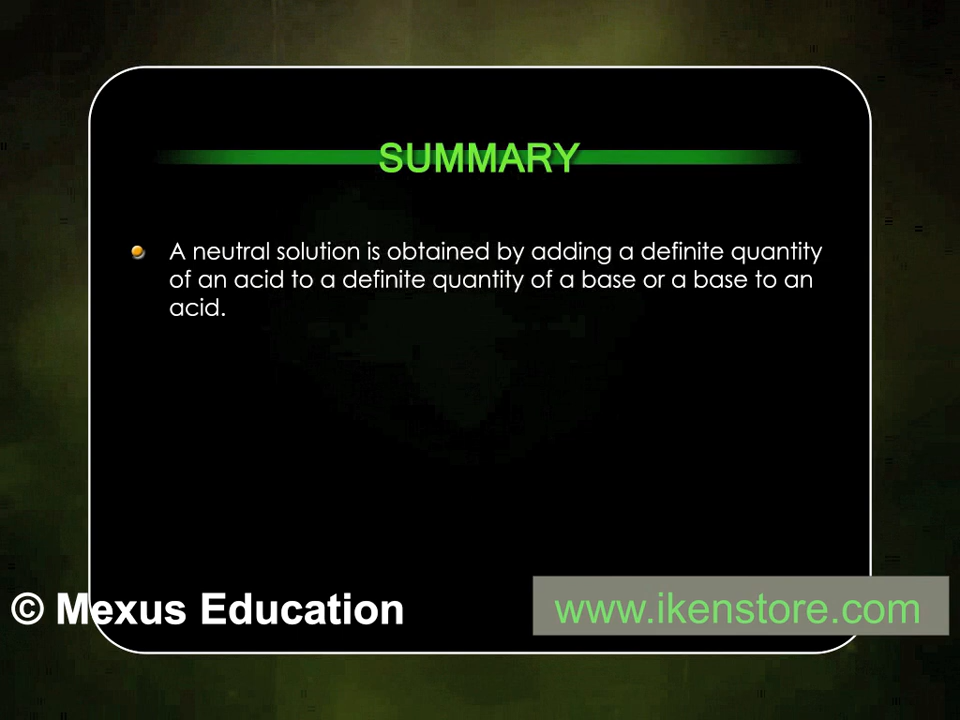 SUMMARY
A neutral solution is obtained by adding a definite quantity
of an acid to a definite quantity of a base or a base to an
acid.
© Mexus Education
www.ikenstore.com